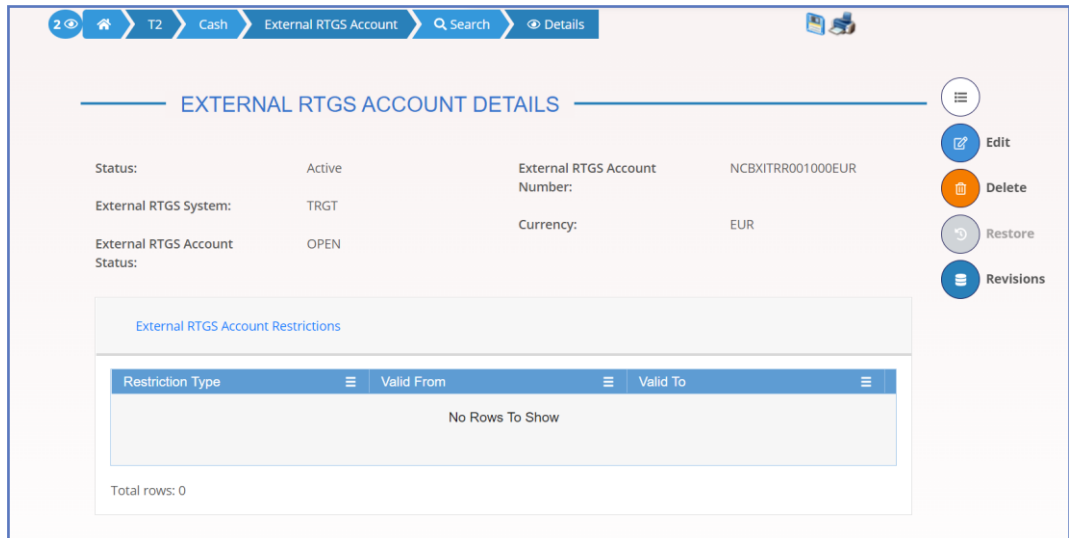 2 T2 Cash External RTGS Account Search Details
EXTERNAL RTGS ACCOUNT DETAILS
Edit
Delete
Restore
Revisions
Status: Active
External RTGS System: TRGT
External RTGS Account
Status:
OPEN
External RTGS Account
Number:
NCBXITRR001000EUR
Currency: EUR
External RTGS Account Restrictions
Restriction Type Valid From Valid To
No Rows To Show
Total rows: 0